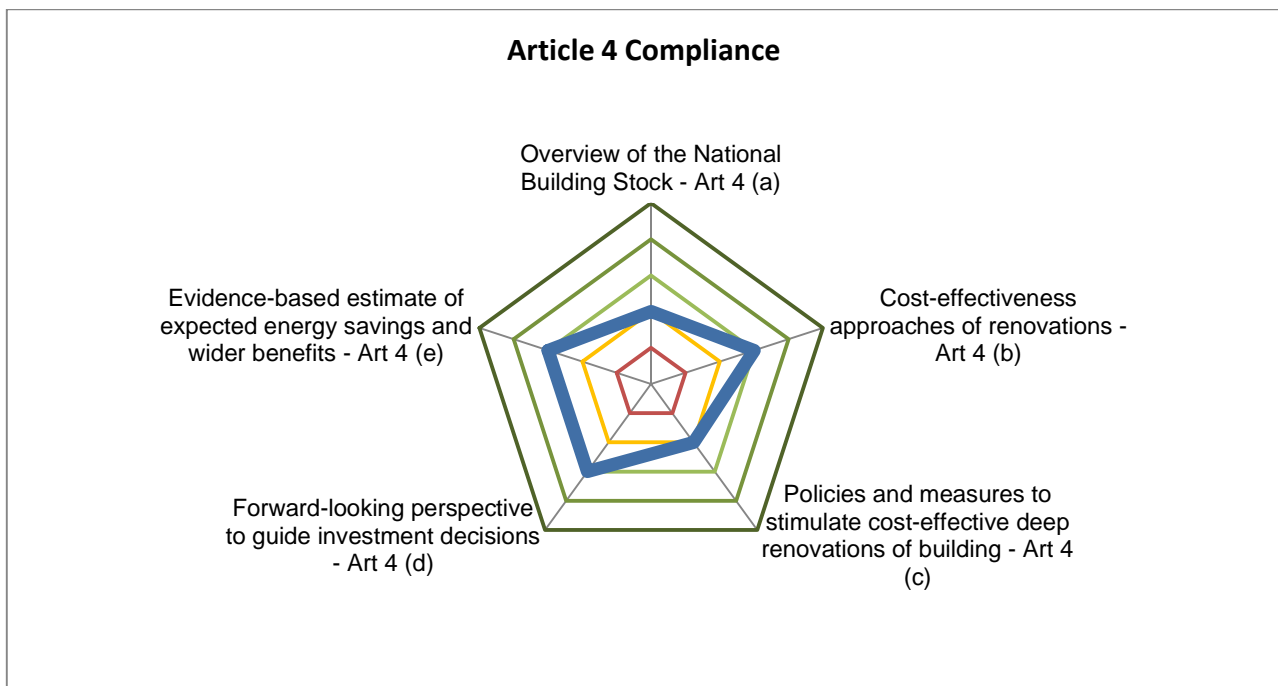 Article 4 Compliance
Overview of the National
Building Stock - Art 4 (a)
Cost-effectiveness
approaches of renovations -
Art 4 (b)
Policies and measures to
stimulate cost-effective deep
renovations of building - Art 4
(c)
Forward-looking perspective
to guide investment decisions
- Art 4 (d)
Evidence-based estimate of
expected energy savings and
wider benefits - Art 4 (e)